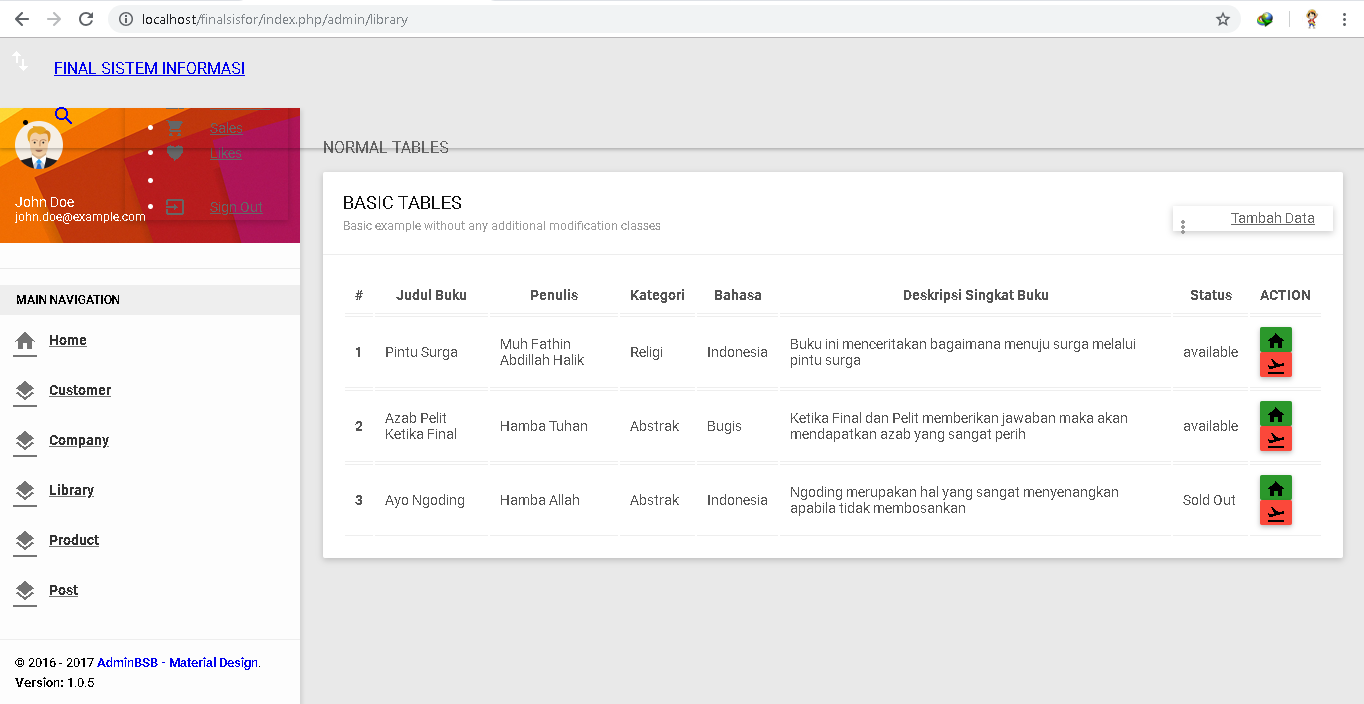 localhost/finalsisfor/index.php/admin/library
FINAL SISTEM INFORMASI
Sales
Likes
Sign Out
John Doe
john.doe@example.com
MAIN NAVIGATION
Home
Customer
Company
Library
Product
Post
© 2016 - 2017 AdminBSB - Material Design.
Version: 1.0.5
NORMAL TABLES
BASIC TABLES
Basic example without any additional modification classes
Tambah Data
# Judul Buku Penulis Kategori Bahasa Deskripsi Singkat Buku Status ACTION
1 Pintu Surga Muh Fathin Abdillah Halik Religi Indonesia Buku ini menceritakan bagaimana menuju surga melalui pintu surga available
2 Azab Pelit Ketika Final Hamba Tuhan Abstrak Bugis Ketika Final dan Pelit memberikan jawaban maka akan mendapatkan azab yang sangat perih available
3 Ayo Ngoding Hamba Allah Abstrak Indonesia Ngoding merupakan hal yang sangat menyenangkan apabila tidak membosankan Sold Out